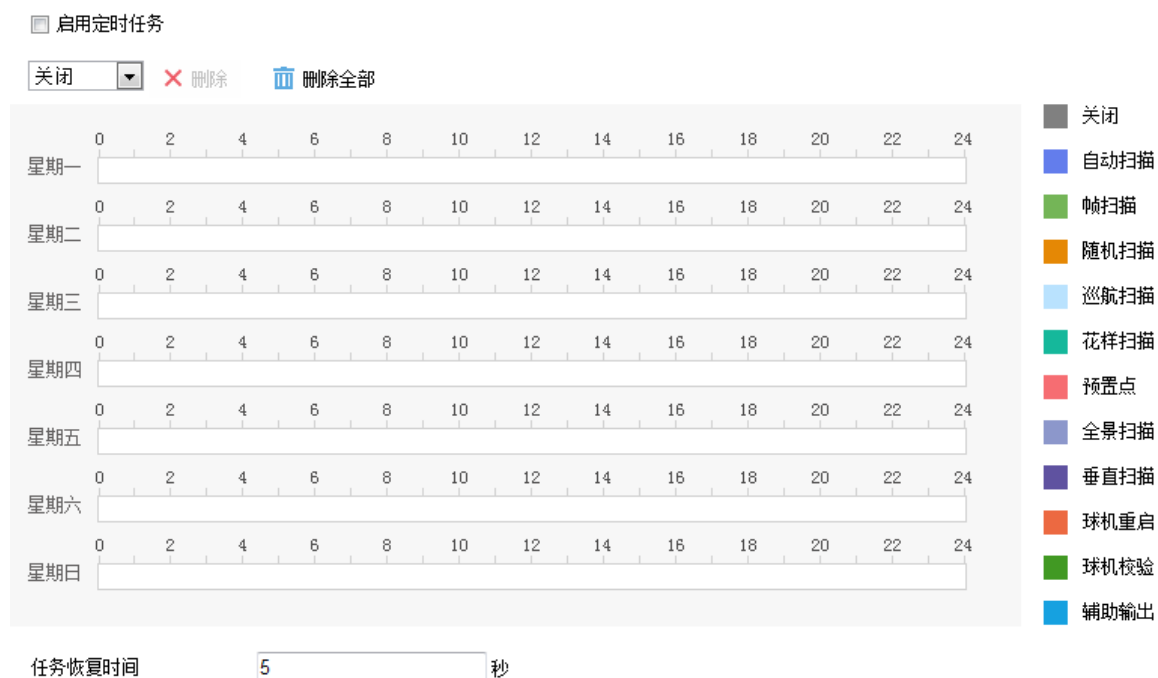 启用定时任务
关闭 删除 删除全部
0 2 4 6 8 10 12 14 16 18 20 22 24
星期一
0 2 4 6 8 10 12 14 16 18 20 22 24
星期二
0 2 4 6 8 10 12 14 16 18 20 22 24
星期三
0 2 4 6 8 10 12 14 16 18 20 22 24
星期四
0 2 4 6 8 10 12 14 16 18 20 22 24
星期五
0 2 4 6 8 10 12 14 16 18 20 22 24
星期六
0 2 4 6 8 10 12 14 16 18 20 22 24
星期日
关闭
自动扫描
帧扫描
随机扫描
巡航扫描
花样扫描
预置点
全景扫描
垂直扫描
球机重启
球机校验
辅助输出
任务恢复时间 5 秒